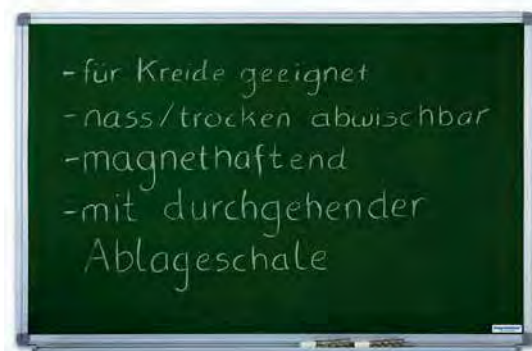 -für Kreide geeignet
-nass/trocken abwischbar
-magnethaftend
-mit durchgehender
Ablageschale